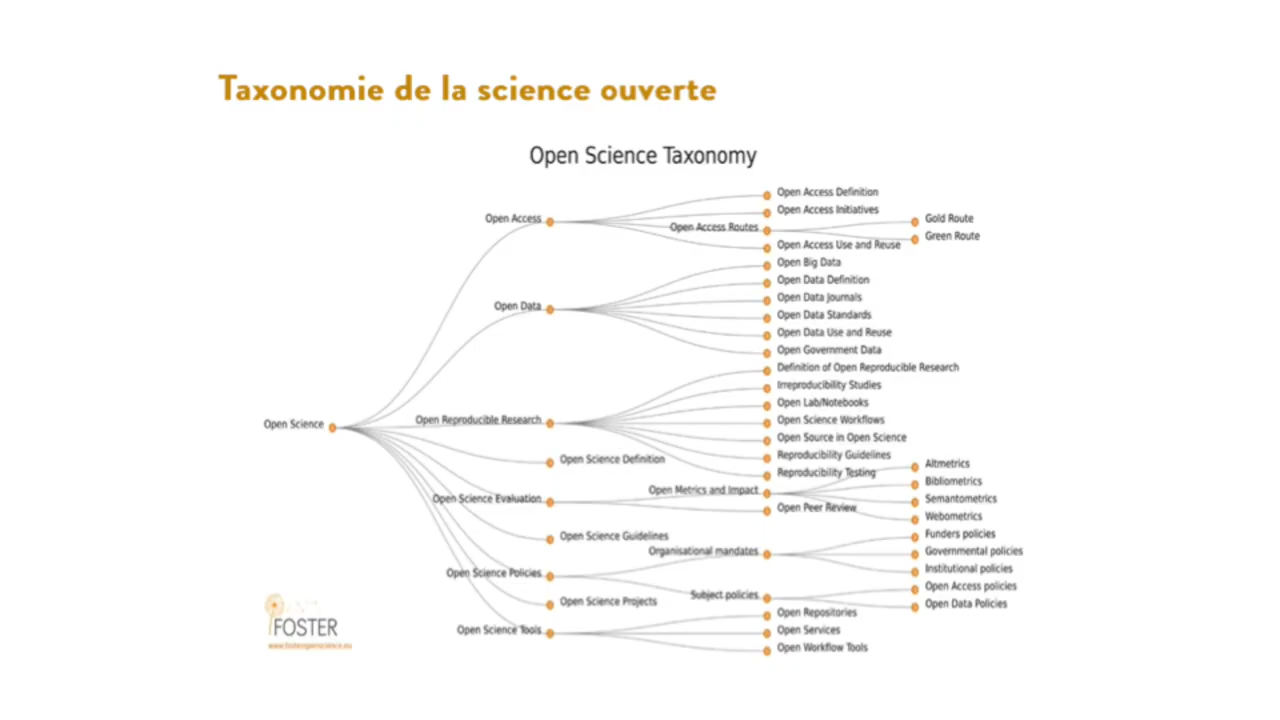 Taxonomie de la science ouverte
Open Science Taxonomy
Open Science
Open Access
Open Access Definition
Open Access Initiatives
Open Access Routes
Gold Route
Green Route
Open Access Use and Reuse
Open Data
Open Big Data
Open Data Definition
Open Data Journals
Open Data Standards
Open Data Use and Reuse
Open Government Data
Open Reproducible Research
Definition of Open Reproducible Research
Irreproducibility Studies
Open Lab/Notebooks
Open Science Workflows
Open Source in Open Science
Reproducibility Guidelines
Reproducibility Testing
Open Science Definition
Open Science Evaluation
Open Metrics and Impact
Altmetrics
Bibliometrics
Semantometrics
Webometrics
Open Peer Review
Open Science Guidelines
Open Science Policies
Organisational mandates
Funders policies
Governmental policies
Institutional policies
Subject policies
Open Access policies
Open Data Policies
Open Science Projects
Open Science Tools
Open Repositories
Open Services
Open Workflow Tools
FOSTER
www.fosteropenscience.eu